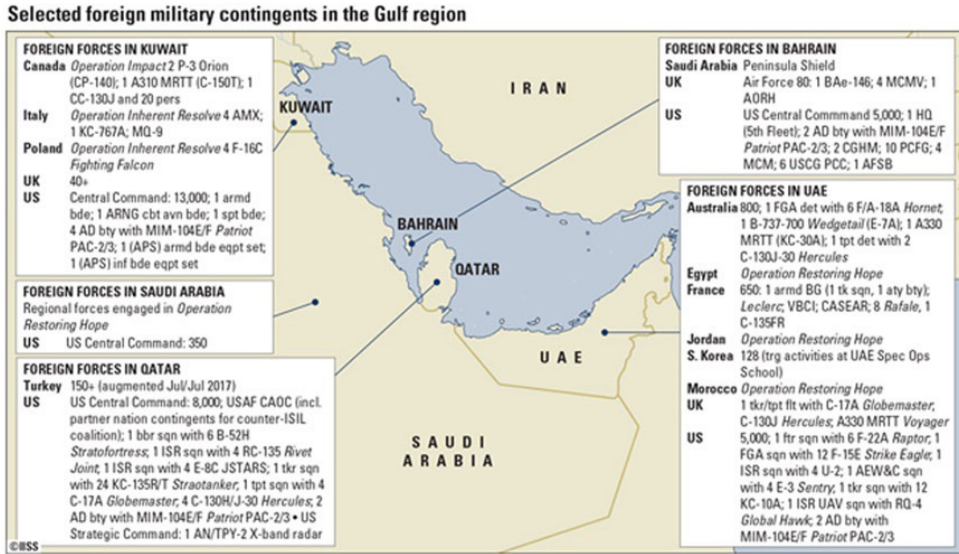 Selected foreign military contingents in the Gulf region
FOREIGN FORCES IN KUWAIT
Canada Operation Impact 2 P-3 Orion
(CP-140); 1 A310 MRTT (C-150T); 1
CC-130J and 20 pers
Italy Operation Inherent Resolve 4 AMX;
1 KC-767A; MQ-9
Poland Operation Inherent Resolve 4 F-16C
Fighting Falcon
UK 40+
US Central Command: 13,000; 1 armd
bde; 1 ARNG cbt avn bde; 1 spt bde;
4 AD bty with MIM-104E/F Patriot
PAC-2/3; 1 (APS) armd bde eqpt set;
1 (APS) inf bde eqpt set
FOREIGN FORCES IN SAUDI ARABIA
Regional forces engaged in Operation
Restoring Hope
US US Central Command: 350
FOREIGN FORCES IN QATAR
Turkey 150+ (augmented Jul/Jul 2017)
US US Central Command: 8,000; USAF CAOC (incl.
partner nation contingents for counter-ISIL
coalition); 1 bbr sqn with 6 B-52H
Stratofortress; 1 ISR sqn with 4 RC-135 Rivet
Joint; 1 ISR sqn with 4 E-8C JSTARS; 1 tkr sqn
with 24 KC-135R/T Straotanker; 1 tpt sqn with 4
C-17A Globemaster, 4 C-130H/J-30 Hercules; 2
AD bty with MIM-104E/F Patriot PAC-2/3 • US
Strategic Command: 1 AN/TPY-2 X-band radar
©IISS
KUWAIT
IRAN
BAHRAIN
QATAR
UAE
SAUDI
ARABIA
FOREIGN FORCES IN BAHRAIN
Saudi Arabia Peninsula Shield
UK Air Force 80: 1 BAe-146; 4 MCMV; 1
AORH
US US Central Commmand 5,000; 1 HQ
(5th Fleet); 2 AD bty with MIM-104E/F
Patriot PAC-2/3; 2 CGHM; 10 PCFG; 4
MCM; 6 USCG PCC; 1 AFSB
FOREIGN FORCES IN UAE
Australia 800; 1 FGA det with 6 F/A-18A Hornet,
1 B-737-700 Wedgetail (E-7A); 1 A330
MRTT (KC-30A); 1 tpt det with 2
C-130J-30 Hercules
Egypt Operation Restoring Hope
France 650: 1 armd BG (1 tk sqn, 1 aty bty);
Leclerc; VBCI; CASEAR; 8 Rafale, 1
C-135FR
Jordan Operation Restoring Hope
S. Korea 128 (trg activities at UAE Spec Ops
School)
Morocco Operation Restoring Hope
UK 1 tkr/tpt flt with C-17A Globemaster;
C-130J Hercules; A330 MRTT Voyager
US 5,000; 1 ftr sqn with 6 F-22A Raptor; 1
FGA sqn with 12 F-15E Strike Eagle; 1
ISR sqn with 4 U-2; 1 AEW&C sqn
with 4 E-3 Sentry; 1 tkr sqn with 12
KC-10A; 1 ISR UAV sqn with RQ-4
Global Hawk; 2 AD bty with
MIM-104E/F Patriot PAC-2/3